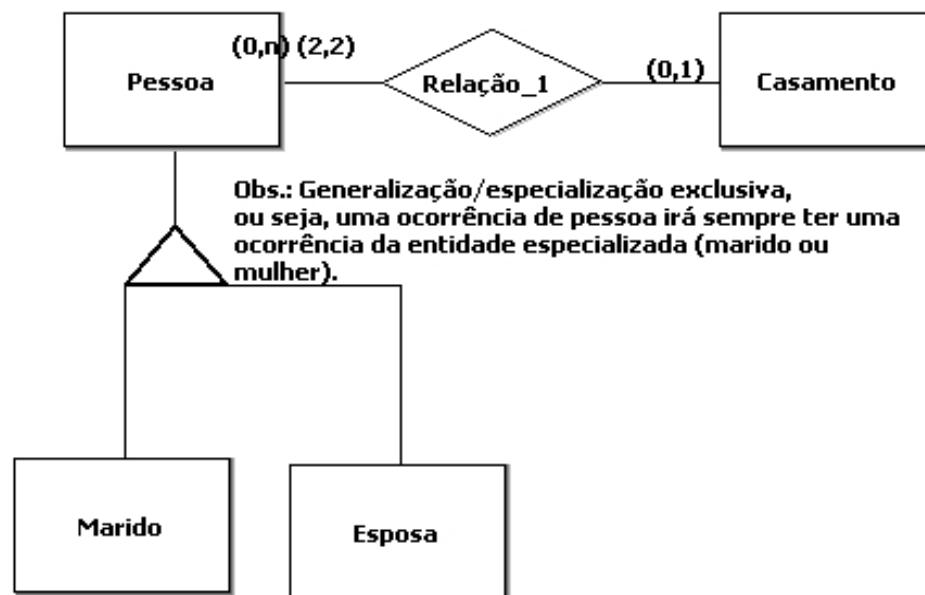 (0,n) (2,2)
Pessoa
Relação_1
(0,1)
Casamento
Obs.: Generalização/especialização exclusiva,
ou seja, uma ocorrência de pessoa irá sempre ter uma
ocorrência da entidade especializada (marido ou
mulher).
Marido
Esposa